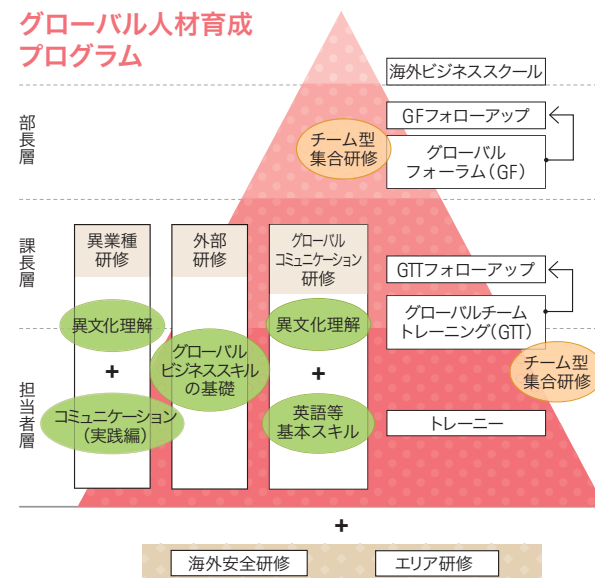 グローバル人材育成
プログラム
海外ビジネススクール
部長層
GFフォローアップ
チーム型
集合研修
グローバル
フォーラム(GF)
課長層
異業種
研修
外部
研修
グローバル
コミュニケーション
研修
GTTフォローアップ
異文化理解
異文化理解
グローバルチーム
トレーニング(GTT)
グローバル
ビジネススキル
の基礎
チーム型
集合研修
+
+
担当者層
コミュニケーション
(実践編)
英語等
基本スキル
トレーニー
+
海外安全研修
エリア研修